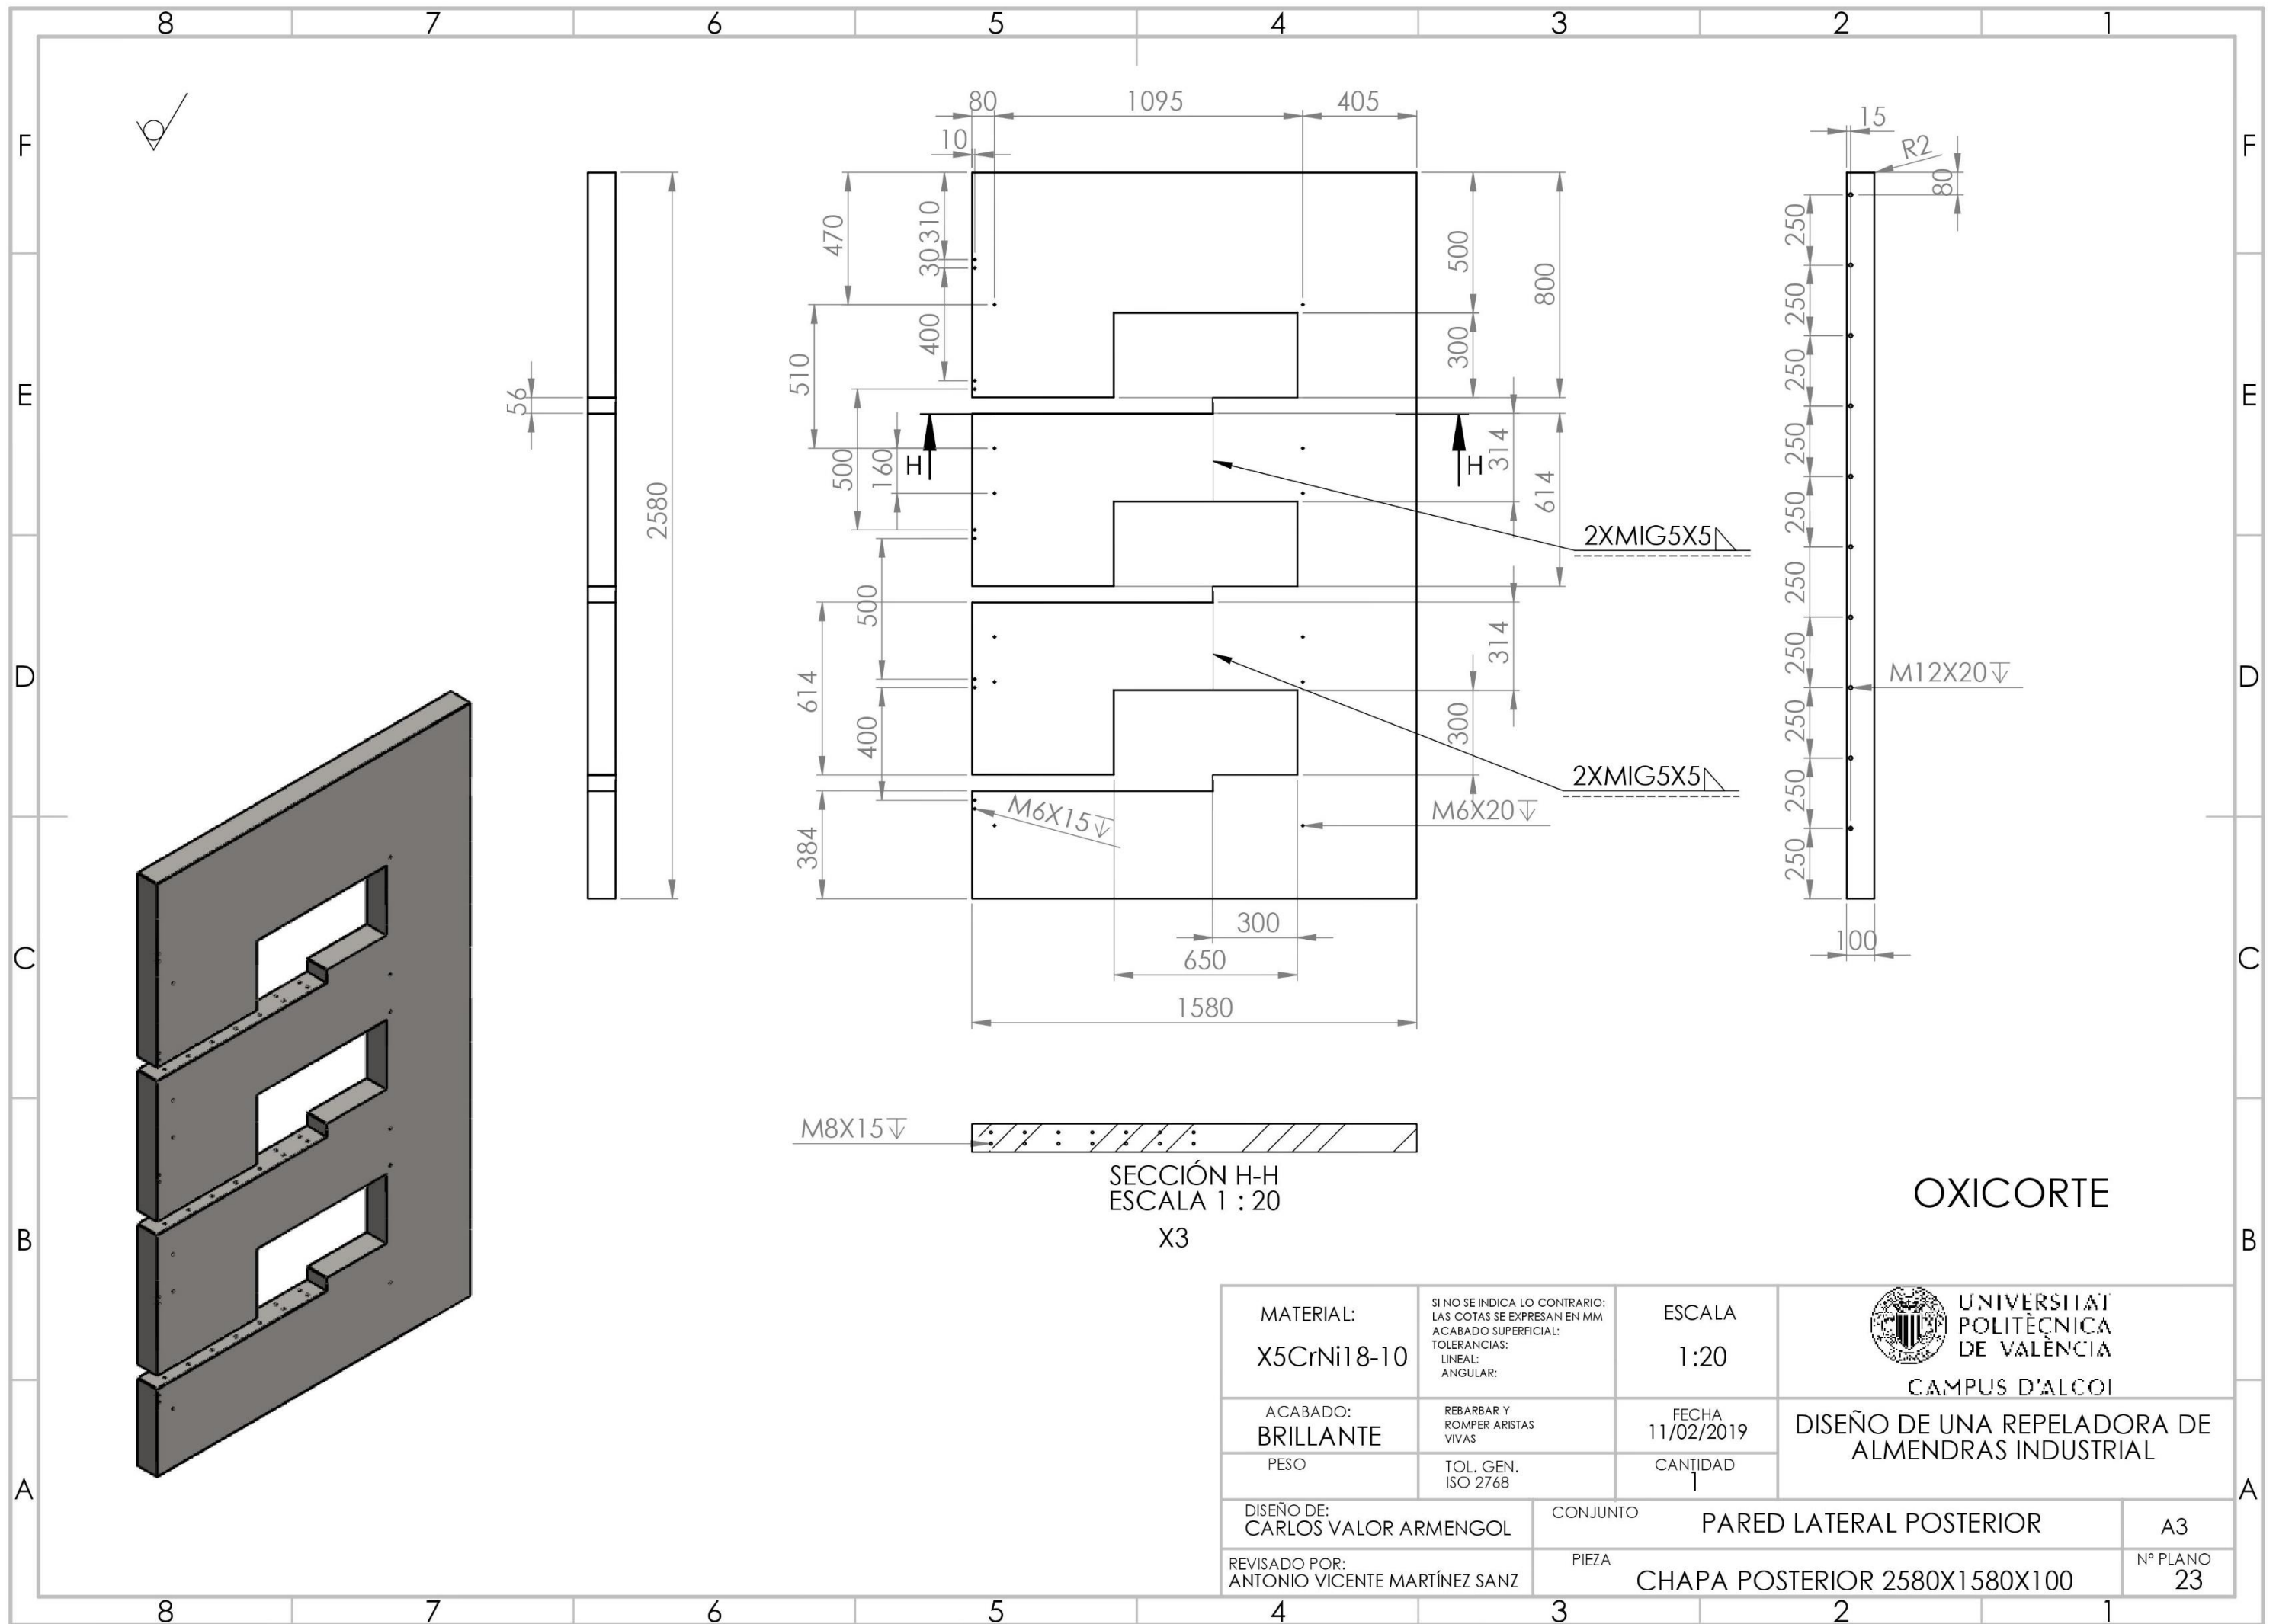 8 7 6 5 4 3 2 1
F
E
D
C
B
A
F
E
D
C
B
A
80 1095 405
10
470
310
30
400
510
500
160
56
2580
500
614
400
384
500
800
300
314
614
314
300
H
H
2XMIG5X5
2XMIG5X5
M6X15
M6X20
300
650
1580
15
R2
80
250
250
250
250
250
250
250
250
250
250
M12X20
100
M8X15
SECCIÓN H-H
ESCALA 1 : 20
X3
OXICORTE
MATERIAL:
X5CrNi18-10
SI NO SE INDICA LO CONTRARIO:
LAS COTAS SE EXPRESAN EN MM
ACABADO SUPERFICIAL:
TOLERANCIAS:
LINEAL:
ANGULAR:
ESCALA
1:20
UNIVERSITAT
POLITÈCNICA
DE VALÈNCIA
CAMPUS D'ALCOI
ACABADO:
BRILLANTE
REBARBAR Y
ROMPER ARISTAS
VIVAS
FECHA
11/02/2019
DISEÑO DE UNA REPELADORA DE
ALMENDRAS INDUSTRIAL
PESO
TOL. GEN.
ISO 2768
CANTIDAD
1
DISEÑO DE:
CARLOS VALOR ARMENGOL
CONJUNTO
PARED LATERAL POSTERIOR
A3
REVISADO POR:
ANTONIO VICENTE MARTÍNEZ SANZ
PIEZA
CHAPA POSTERIOR 2580X1580X100
Nº PLANO
23
8 7 6 5 4 3 2 1